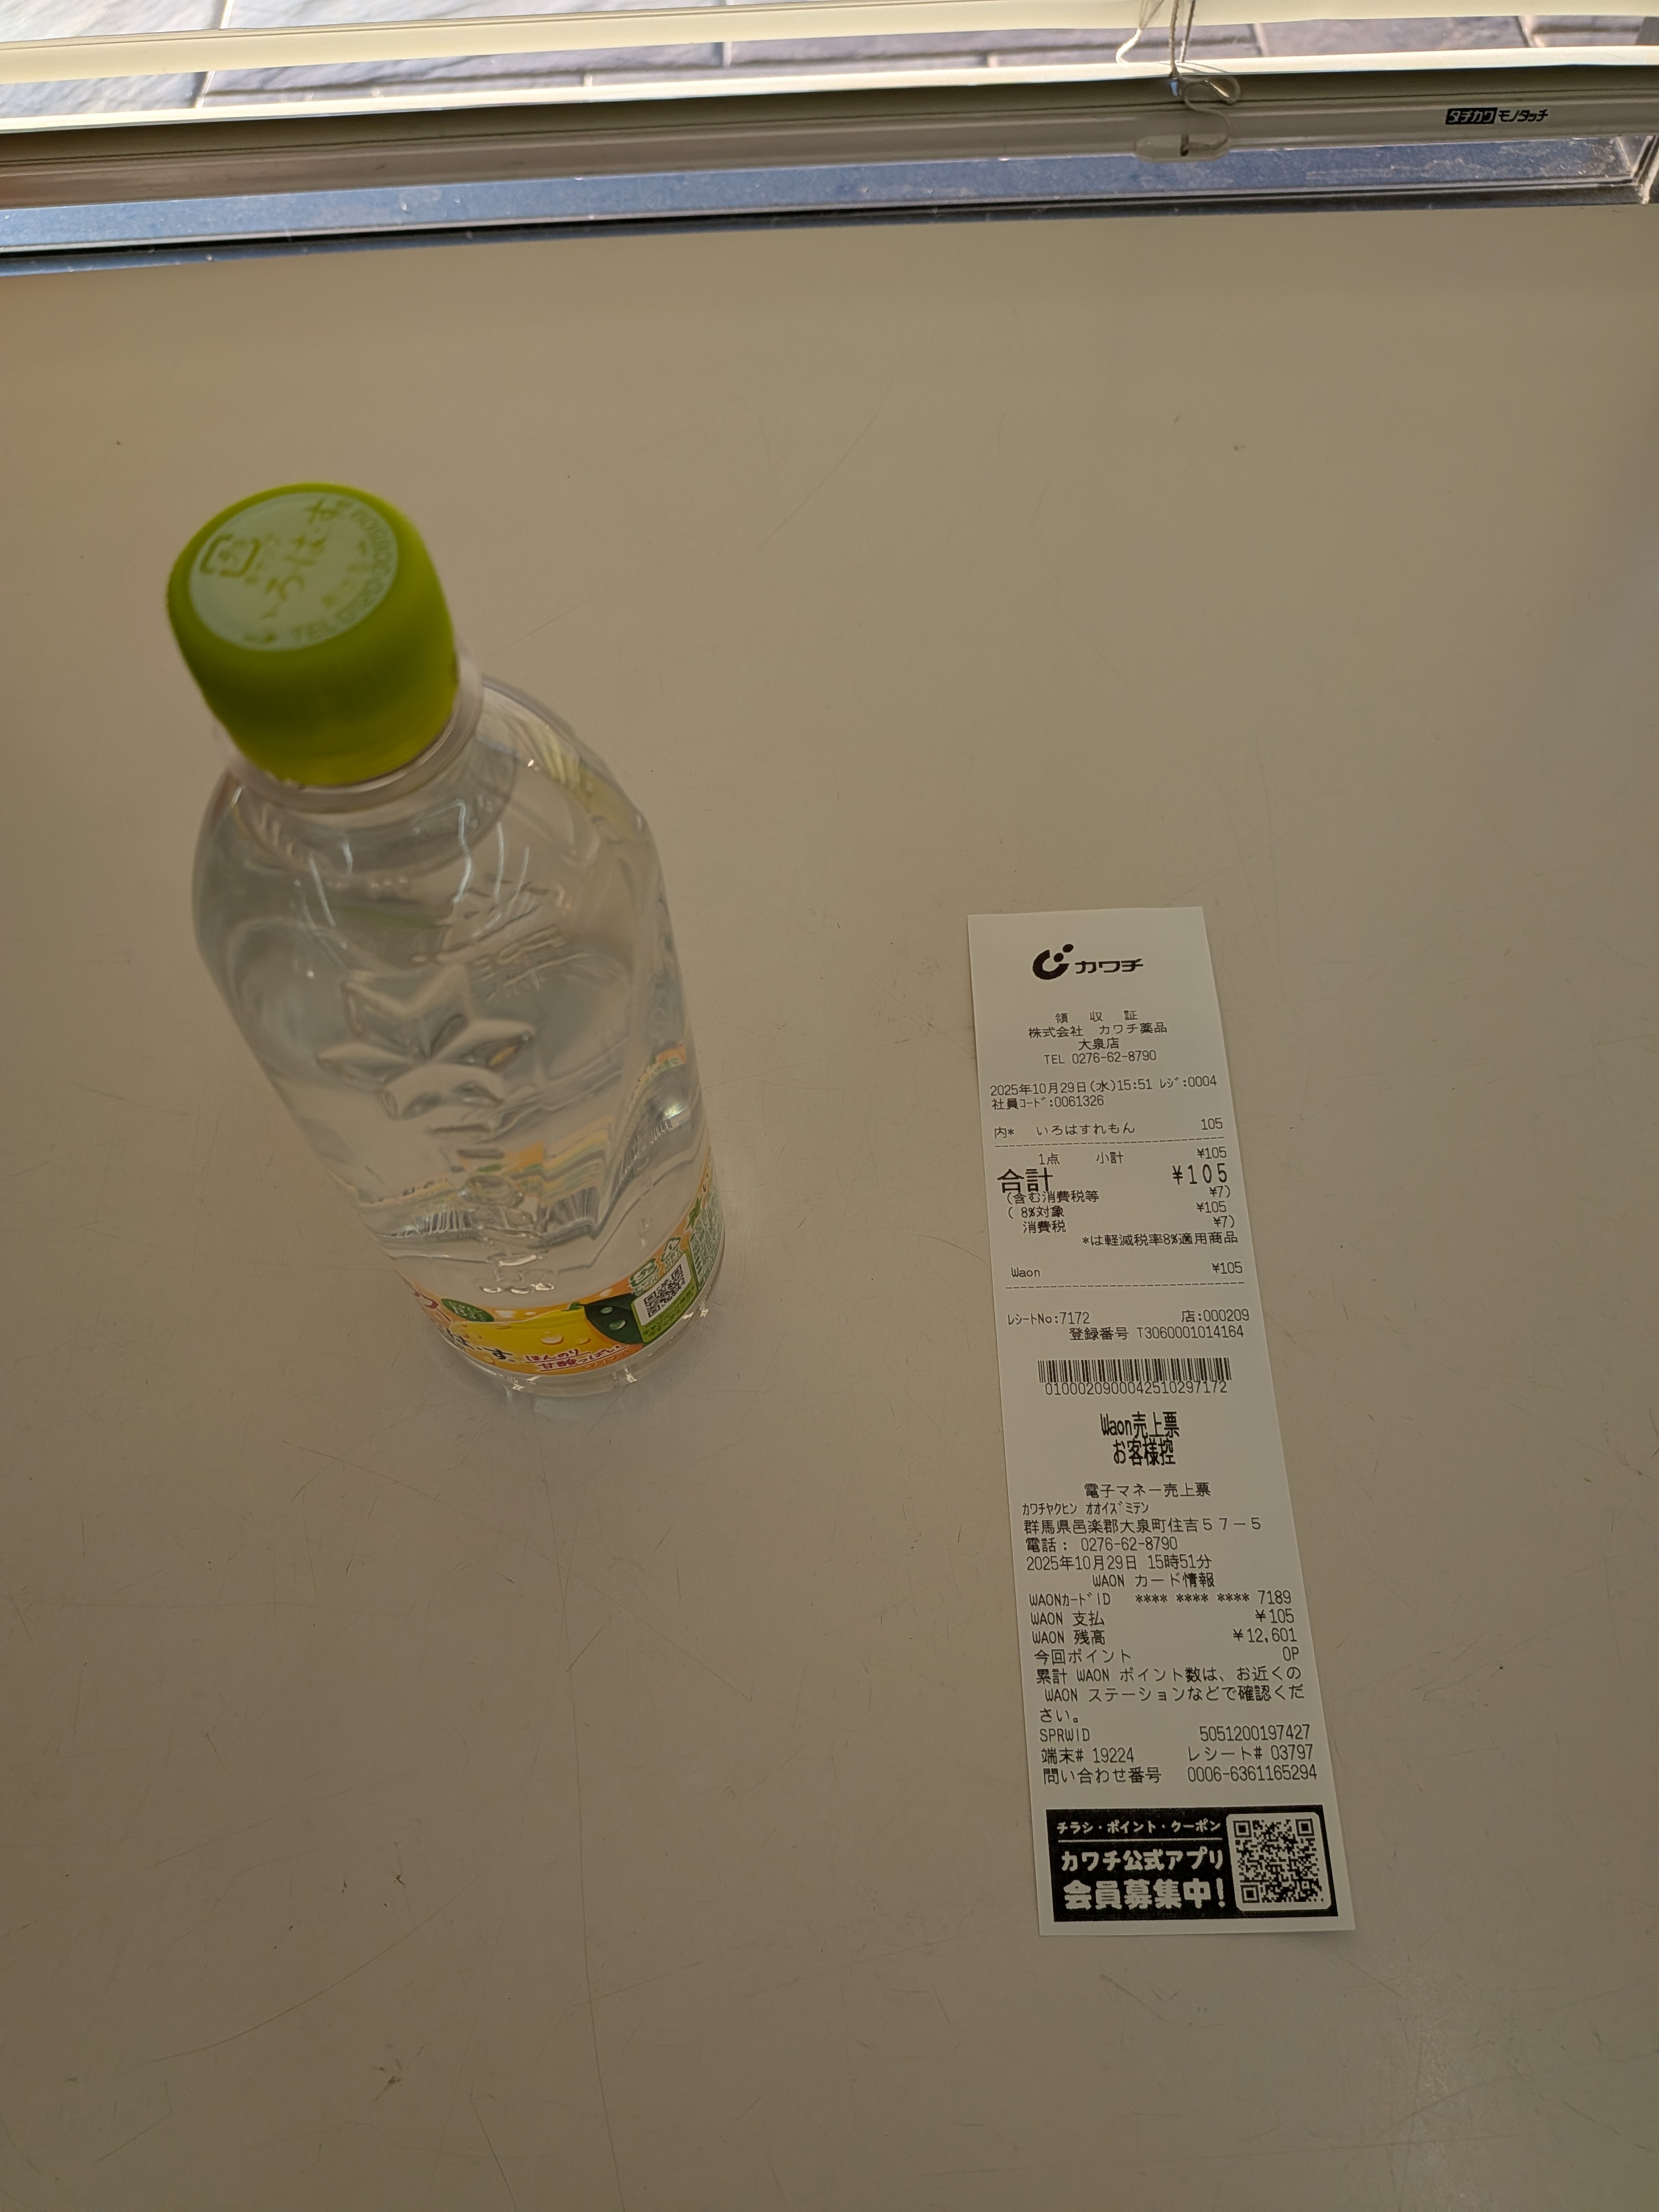 タチカワ モノタッチ
い・ろ・は・す
は・す
ほんのり
甘酸っぱい
カワチ
領 収 証
株式会社 カワチ薬品
大泉店
TEL 0276-62-8790
2025年10月29日(水)15:51 ﾚｼﾞ:0004
社員ｺｰﾄﾞ:0061326
内* いろはすれもん 105
1点 小計 ¥105
合計 ¥105
(含む消費税等 ¥7)
( 8%対象 ¥105
消費税 ¥7)
*は軽減税率8%適用商品
Waon ¥105
ﾚｼｰﾄNo:7172 店:000209
登録番号 T3060001014164
0100020900042510297172
Waon売上票
お客様控
電子マネー売上票
ｶﾜﾁﾔｸﾋﾝ ｵｵｲｽﾞﾐﾃﾝ
群馬県邑楽郡大泉町住吉５７－５
電話： 0276-62-8790
2025年10月29日 15時51分
WAON カード情報
WAONｶｰﾄﾞID **** **** **** 7189
WAON 支払 ￥105
WAON 残高 ￥12,601
今回ポイント 0P
累計 WAON ポイント数は、お近くの
WAON ステーションなどで確認くだ
さい。
SPRWID 5051200197427
端末# 19224 レシート# 03797
問い合わせ番号 0006-6361165294
チラシ・ポイント・クーポン
カワチ公式アプリ
会員募集中！